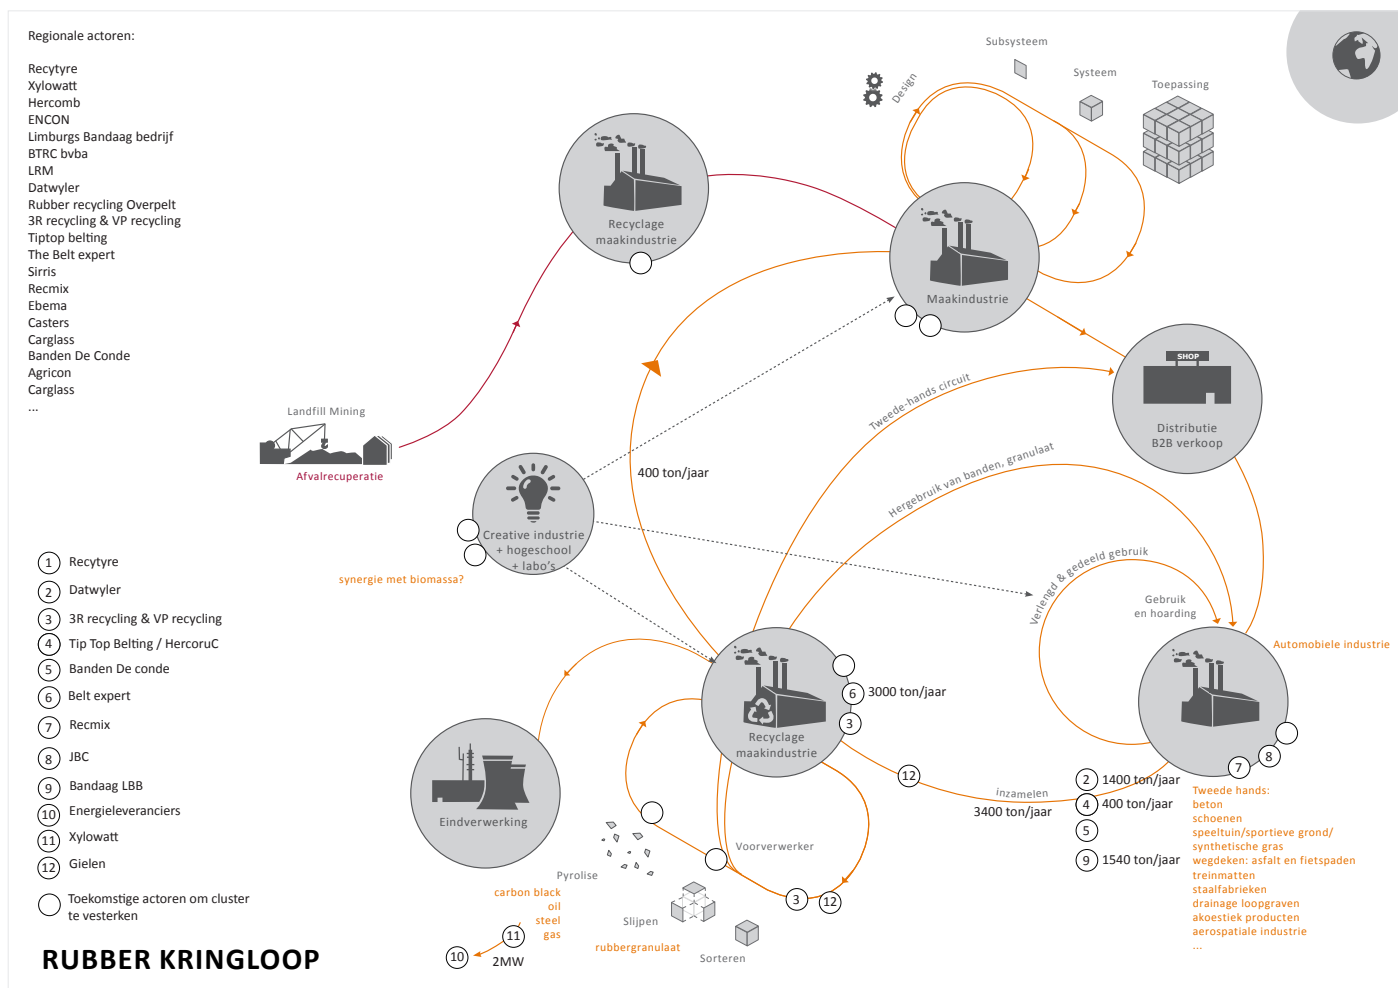 Regionale actoren:
Recytyre
Xylowatt
Hercomb
ENCON
Limburgs Bandaag bedrijf
BTRC bvba
LRM
Datwyler
Rubber recycling Overpelt
3R recycling & VP recycling
Tiptop belting
The Belt expert
Sirris
Recmix
Ebema
Casters
Carglass
Banden De Conde
Agricon
Carglass
...
Landfill Mining
Afvalrecuperatie
Recyclage
maakindustrie
Design
Subsysteem
Systeem
Toepassing
Maakindustrie
SHOP
Distributie
B2B verkoop
Tweede-hands circuit
Hergebruik van banden, granulaat
400 ton/jaar
Creative industrie
+ hogeschool
+ labo's
synergie met biomassa?
Verlengd & gedeeld gebruik
Gebruik
en hoarding
Automobiele industrie
7
8
Recyclage
maakindustrie
6 3000 ton/jaar
3
12
inzamelen
3400 ton/jaar
2 1400 ton/jaar
4 400 ton/jaar
5
9 1540 ton/jaar
Tweede hands:
beton
schoenen
speeltuin/sportieve grond/
synthetische gras
wegdeken: asfalt en fietspaden
treinmatten
staalfabrieken
drainage loopgraven
akoestiek producten
aerospatiale industrie
...
Eindverwerking
Voorverwerker
3
12
Pyrolise
carbon black
oil
steel
gas
11
10
2MW
Slijpen
rubbergranulaat
Sorteren
1 Recytyre
2 Datwyler
3 3R recycling & VP recycling
4 Tip Top Belting / HercoruC
5 Banden De conde
6 Belt expert
7 Recmix
8 JBC
9 Bandaag LBB
10 Energieleveranciers
11 Xylowatt
12 Gielen
Toekomstige actoren om cluster
te vesterken
RUBBER KRINGLOOP